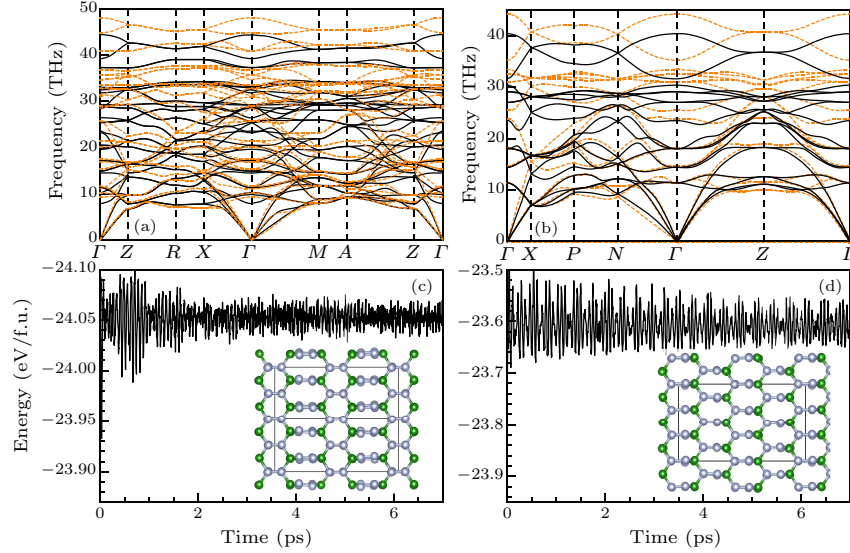 50
40
30
20
10
0
Frequency (THz)
(a)
Γ Z R X Γ M A Z Γ
40
30
20
10
0
Frequency (THz)
(b)
Γ X P N Γ Z Γ
−24.10
−24.05
−24.00
−23.95
−23.90
Energy (eV/f.u.)
(c)
0 2 4 6
Time (ps)
−23.5
−23.6
−23.7
−23.8
−23.9
(d)
0 2 4 6
Time (ps)